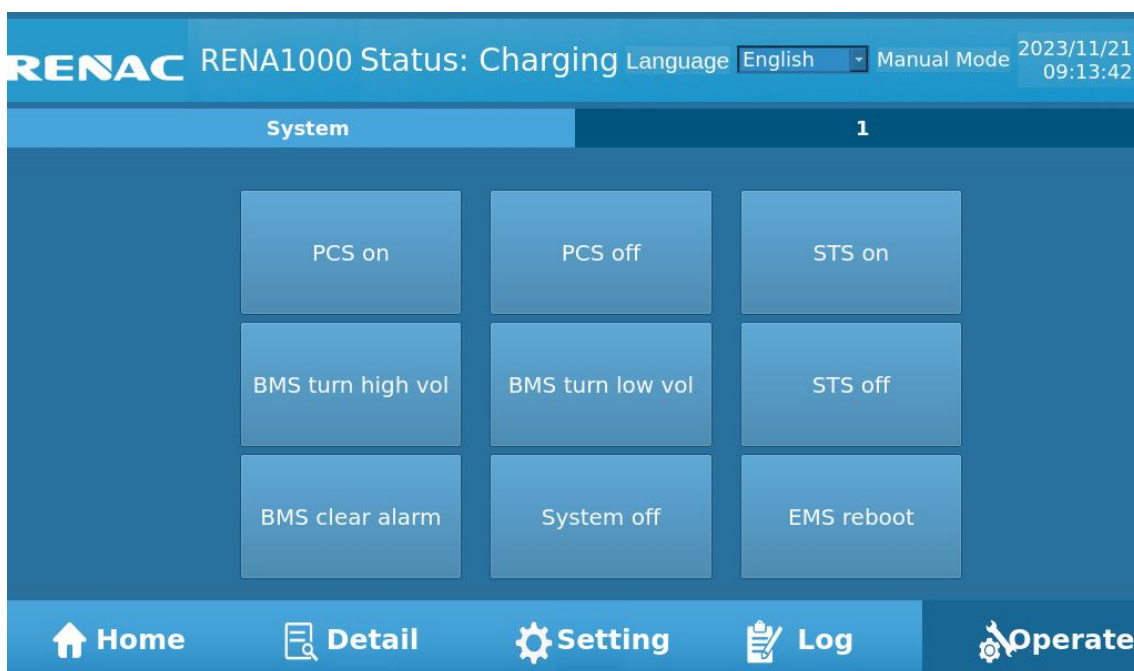 RENAC RENA1000 Status: Charging Language English Manual Mode 2023/11/21
09:13:42
System 1
PCS on PCS off STS on
BMS turn high vol BMS turn low vol STS off
BMS clear alarm System off EMS reboot
Home Detail Setting Log Operate